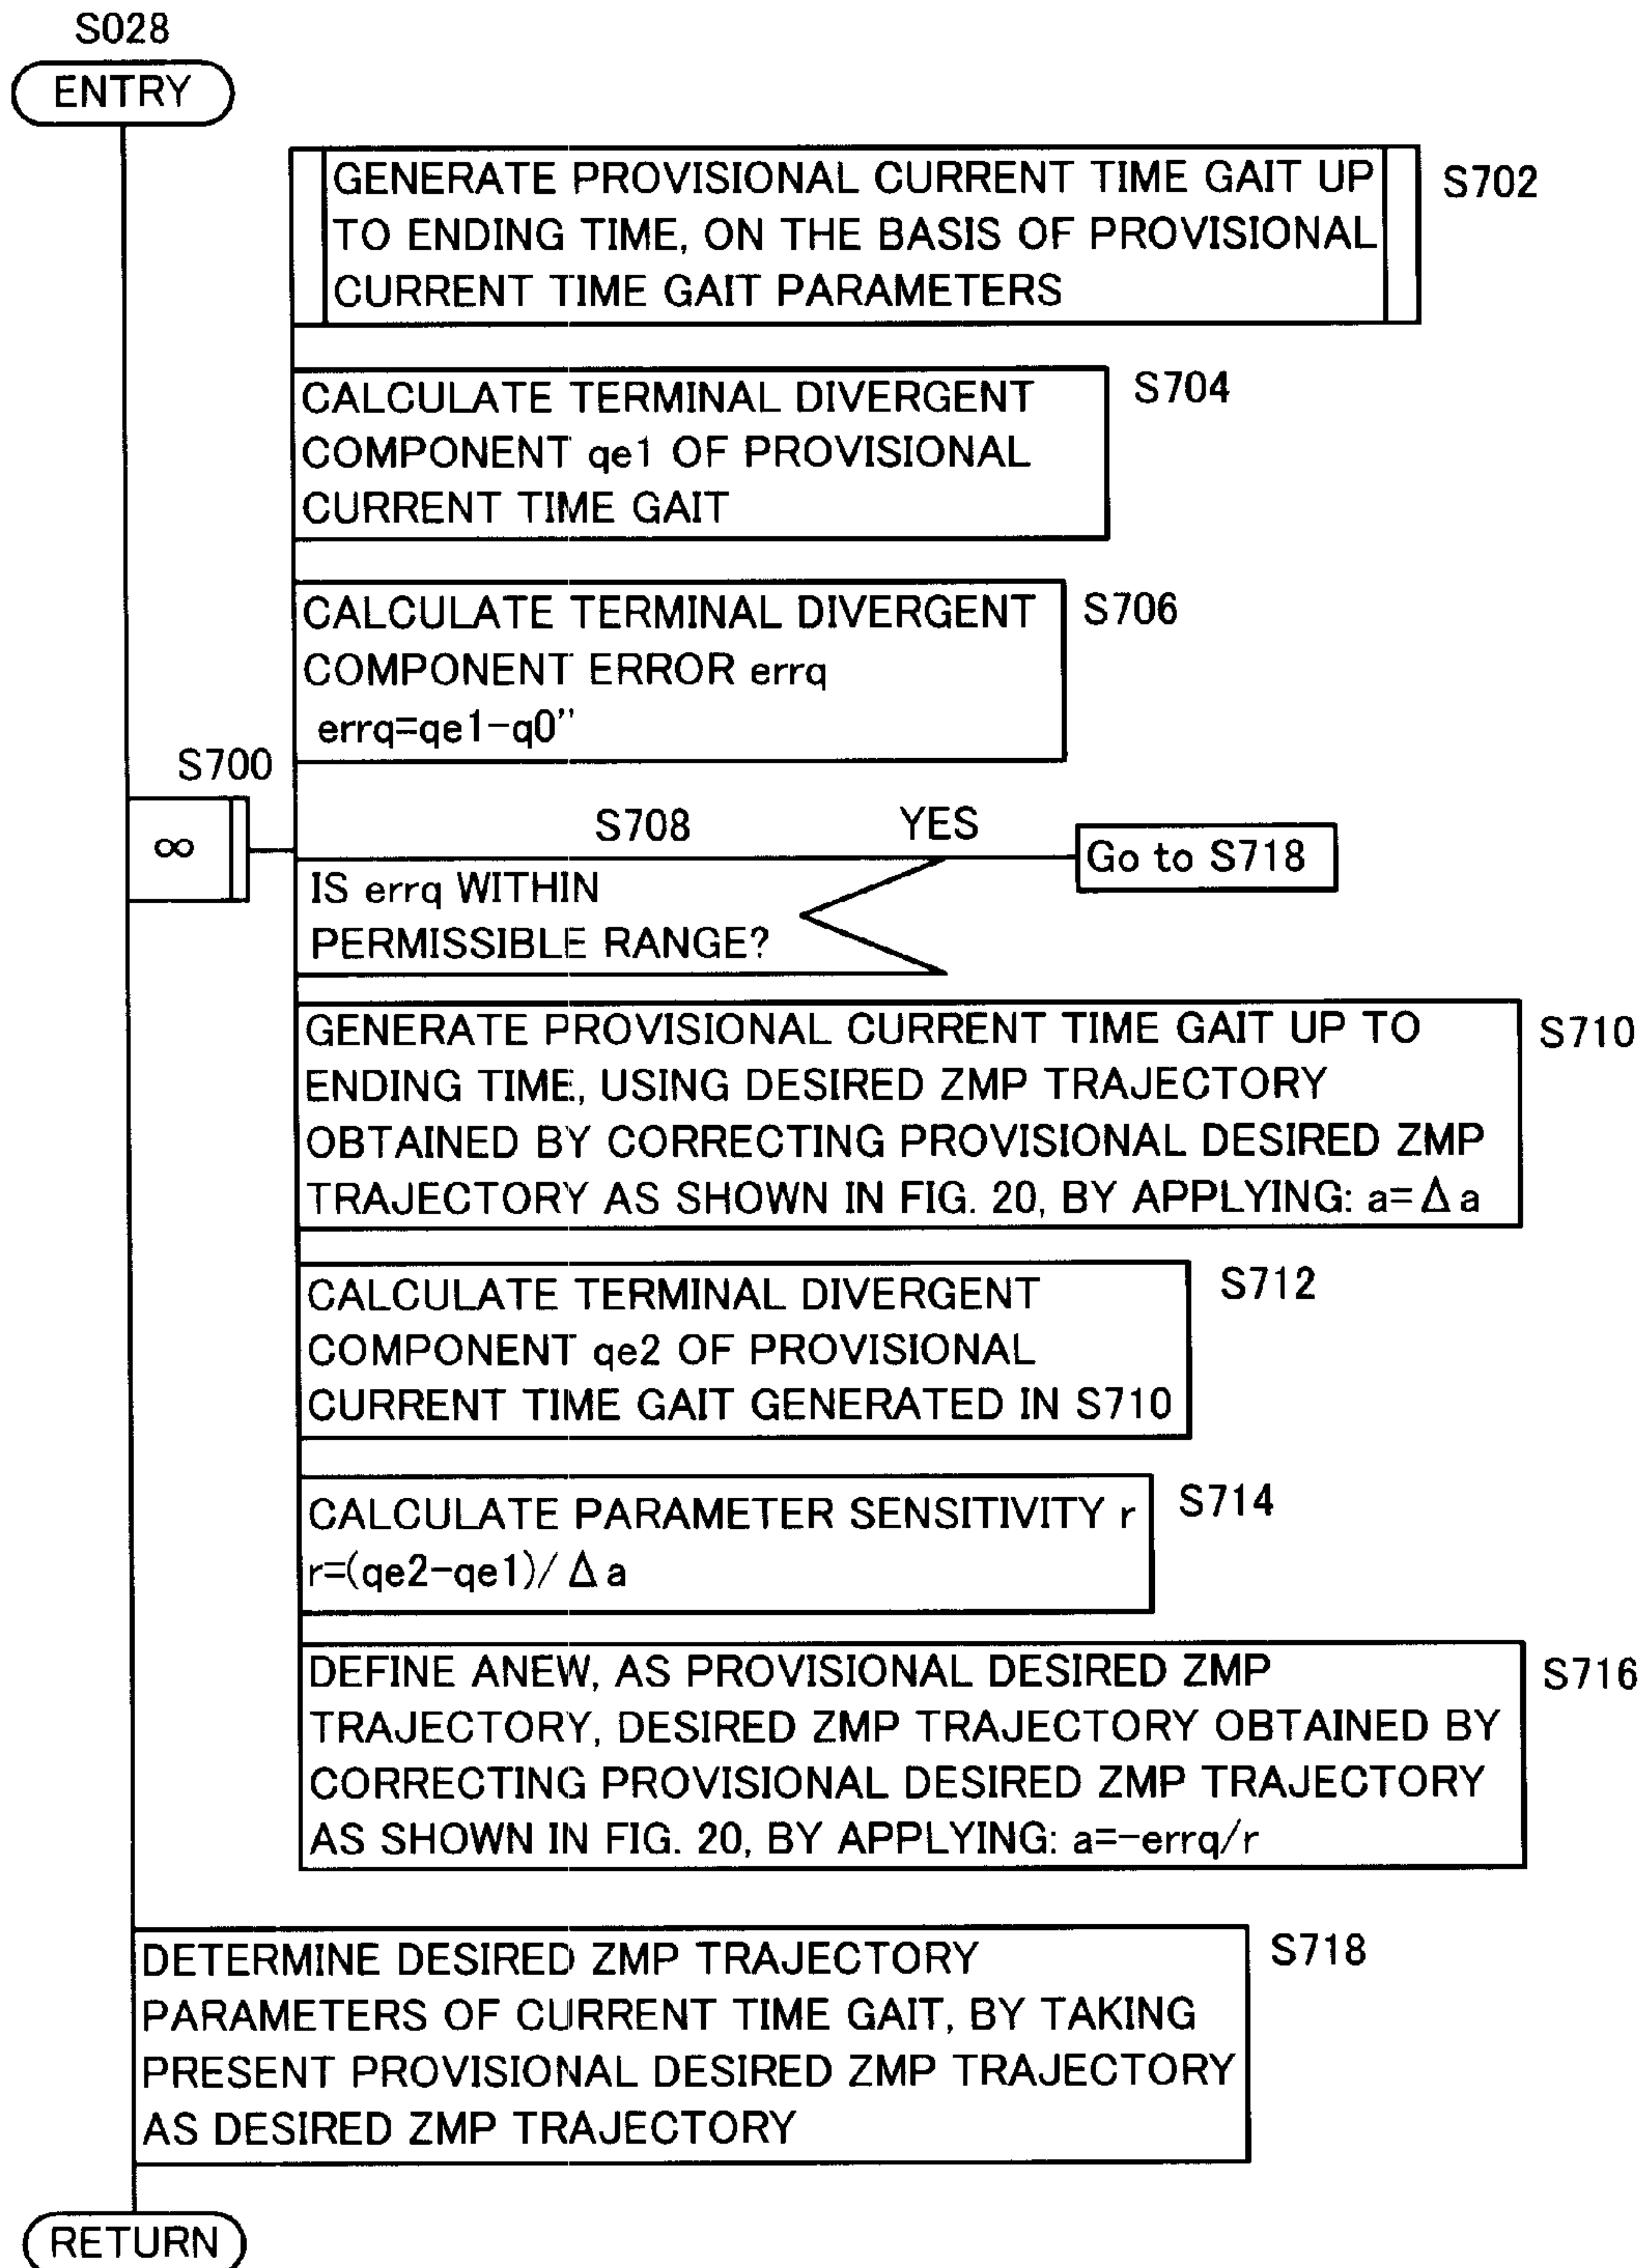 S028
ENTRY
GENERATE PROVISIONAL CURRENT TIME GAIT UP
TO ENDING TIME, ON THE BASIS OF PROVISIONAL
CURRENT TIME GAIT PARAMETERS
S702
CALCULATE TERMINAL DIVERGENT
COMPONENT qe1 OF PROVISIONAL
CURRENT TIME GAIT
S704
CALCULATE TERMINAL DIVERGENT
COMPONENT ERROR errq
errq=qe1-q0"
S706
S700
∞
S708
YES
Go to S718
IS errq WITHIN
PERMISSIBLE RANGE?
GENERATE PROVISIONAL CURRENT TIME GAIT UP TO
ENDING TIME, USING DESIRED ZMP TRAJECTORY
OBTAINED BY CORRECTING PROVISIONAL DESIRED ZMP
TRAJECTORY AS SHOWN IN FIG. 20, BY APPLYING: a=Δa
S710
CALCULATE TERMINAL DIVERGENT
COMPONENT qe2 OF PROVISIONAL
CURRENT TIME GAIT GENERATED IN S710
S712
CALCULATE PARAMETER SENSITIVITY r
r=(qe2-qe1)/Δa
S714
DEFINE ANEW, AS PROVISIONAL DESIRED ZMP
TRAJECTORY, DESIRED ZMP TRAJECTORY OBTAINED BY
CORRECTING PROVISIONAL DESIRED ZMP TRAJECTORY
AS SHOWN IN FIG. 20, BY APPLYING: a=-errq/r
S716
DETERMINE DESIRED ZMP TRAJECTORY
PARAMETERS OF CURRENT TIME GAIT, BY TAKING
PRESENT PROVISIONAL DESIRED ZMP TRAJECTORY
AS DESIRED ZMP TRAJECTORY
S718
RETURN